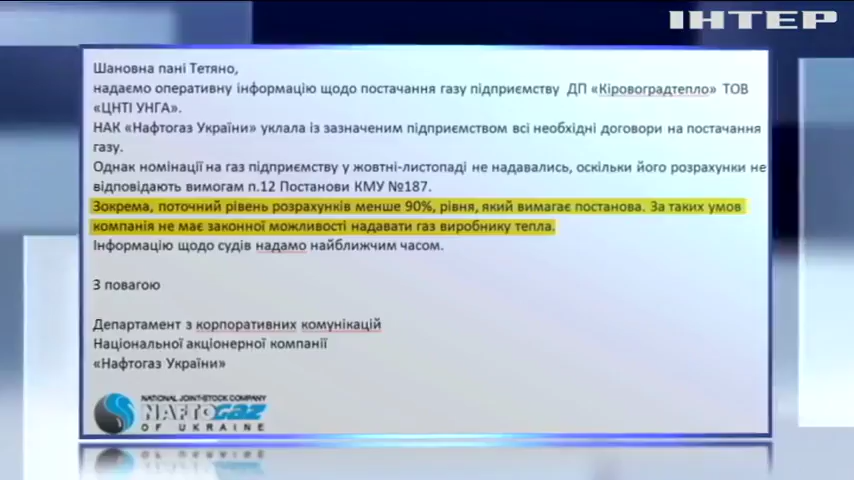 ІНТЕР
Шановна пані Тетяно,
надаємо оперативну інформацію щодо постачання газу підприємству ДП «Кіровоградтепло» ТОВ
«ЦНТІ УНГА».
НАК «Нафтогаз України» уклала із зазначеним підприємством всі необхідні договори на постачання
газу.
Однак номінації на газ підприємству у жовтні-листопаді не надавались, оскільки його розрахунки не
відповідають вимогам п.12 Постанови КМУ №187.
Зокрема, поточний рівень розрахунків менше 90%, рівня, який вимагає постанова. За таких умов
компанія не має законної можливості надавати газ виробнику тепла.
Інформацію щодо судів надамо найближчим часом.
З повагою
Департамент з корпоративних комунікацій
Національної акціонерної компанії
«Нафтогаз України»
NATIONAL JOINT-STOCK COMPANY
NAFTOGAZ
OF UKRAINE